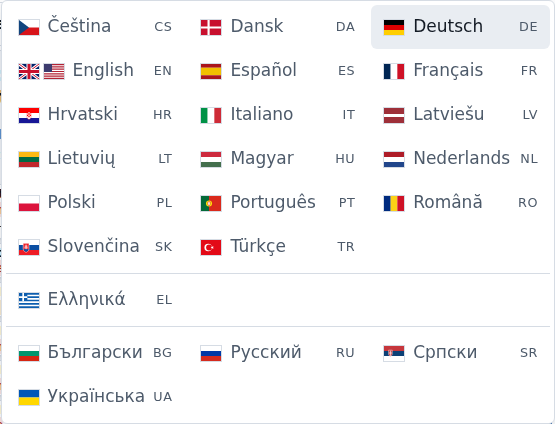 Čeština CS Dansk DA Deutsch DE
English EN Español ES Français FR
Hrvatski HR Italiano IT Latviešu LV
Lietuvių LT Magyar HU Nederlands NL
Polski PL Português PT Română RO
Slovenčina SK Türkçe TR
Ελληνικά EL
Български BG Русский RU Српски SR
Українська UA